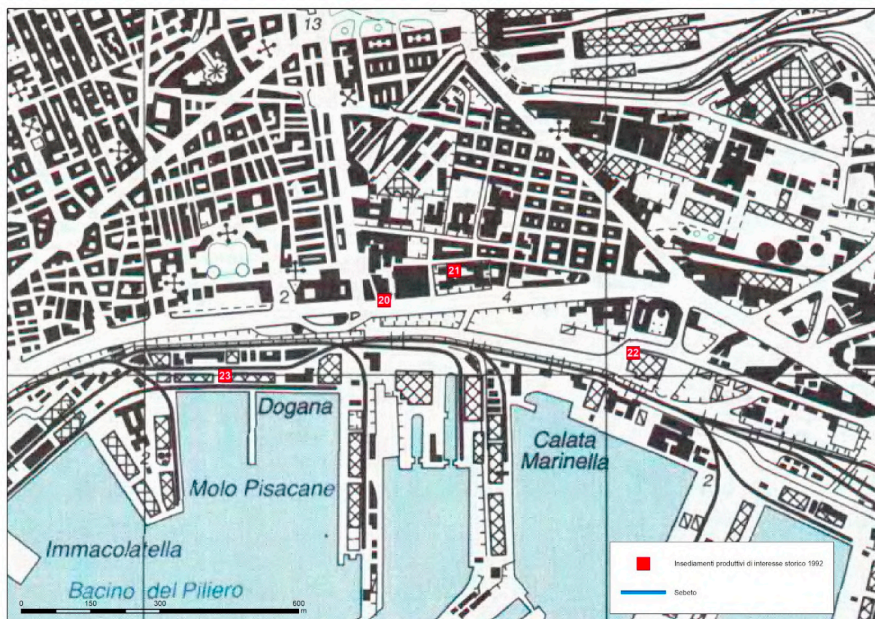 13
21
2
20
4
22
23
Dogana
Calata
Marinella
2
Molo Pisacane
2
Immacolatella
Bacino del Piliero
Insediamenti produttivi di interesse storico 1992
Sebeto
0 150 300 600
m